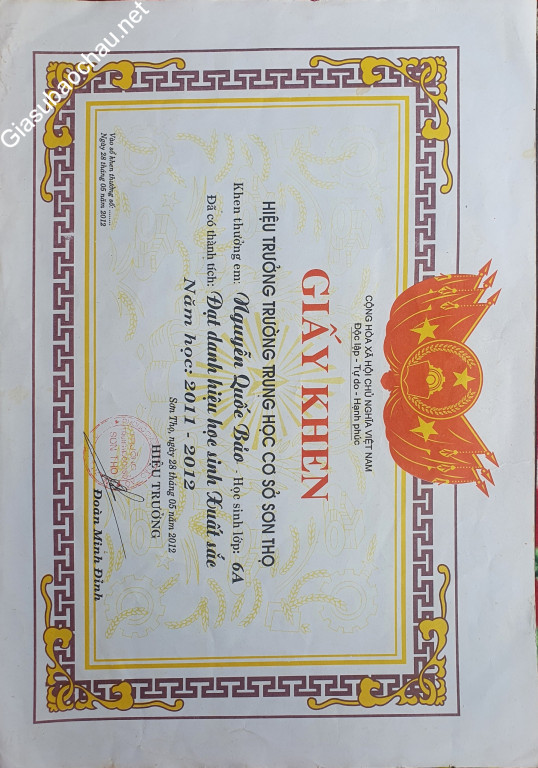 Giasubaochau.net
CỘNG HÒA XÃ HỘI CHỦ NGHĨA VIỆT NAM
Độc lập - Tự do - Hạnh phúc
GIẤY KHEN
HIỆU TRƯỞNG TRƯỜNG TRUNG HỌC CƠ SỞ SƠN THỌ
Khen thưởng em: Nguyễn Quốc Bảo - Học sinh lớp: 6A
Đã có thành tích: Đạt danh hiệu học sinh Xuất sắc
Năm học: 2011 - 2012
Sơn Thọ, ngày 28 tháng 05 năm 2012
HIỆU TRƯỞNG
SƠN THỌ
Đoàn Minh Đình
Vào sổ khen thưởng số: ........
Ngày 28 tháng 05 năm 2012